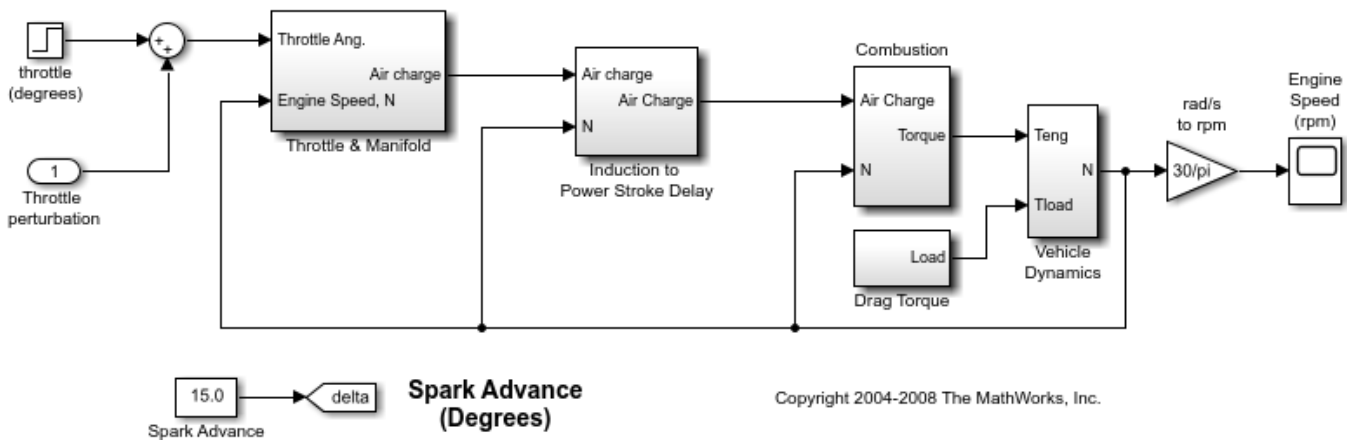 throttle
(degrees)
+
+
1
Throttle
perturbation
Throttle Ang.
Air charge
Engine Speed, N
Throttle & Manifold
Air charge
Air Charge
N
Induction to
Power Stroke Delay
Combustion
Air Charge
Torque
N
Load
Drag Torque
Teng
N
Tload
Vehicle
Dynamics
rad/s
to rpm
30/pi
Engine
Speed
(rpm)
15.0
Spark Advance
delta
Spark Advance
(Degrees)
Copyright 2004-2008 The MathWorks, Inc.